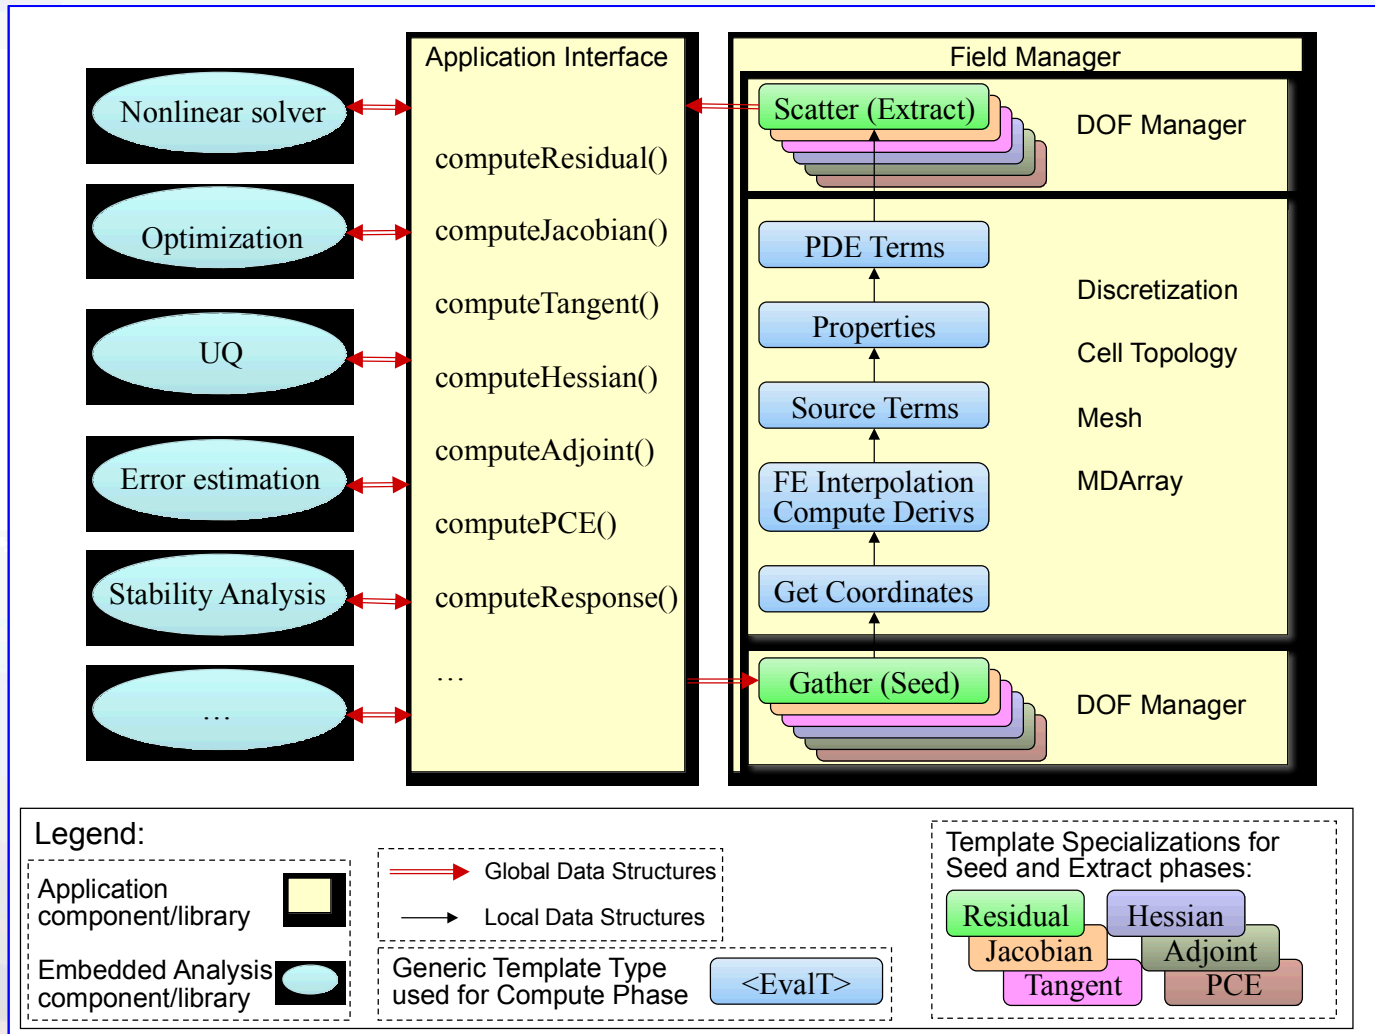 Application Interface
Field Manager
Nonlinear solver
Optimization
UQ
Error estimation
Stability Analysis
…
computeResidual()
computeJacobian()
computeTangent()
computeHessian()
computeAdjoint()
computePCE()
computeResponse()
…
Scatter (Extract)
DOF Manager
PDE Terms
Properties
Source Terms
FE Interpolation
Compute Derivs
Get Coordinates
Discretization
Cell Topology
Mesh
MDArray
Gather (Seed)
DOF Manager
Legend:
Application
component/library
Embedded Analysis
component/library
Global Data Structures
Local Data Structures
Generic Template Type
used for Compute Phase
<EvalT>
Template Specializations for
Seed and Extract phases:
Residual
Jacobian
Tangent
Hessian
Adjoint
PCE